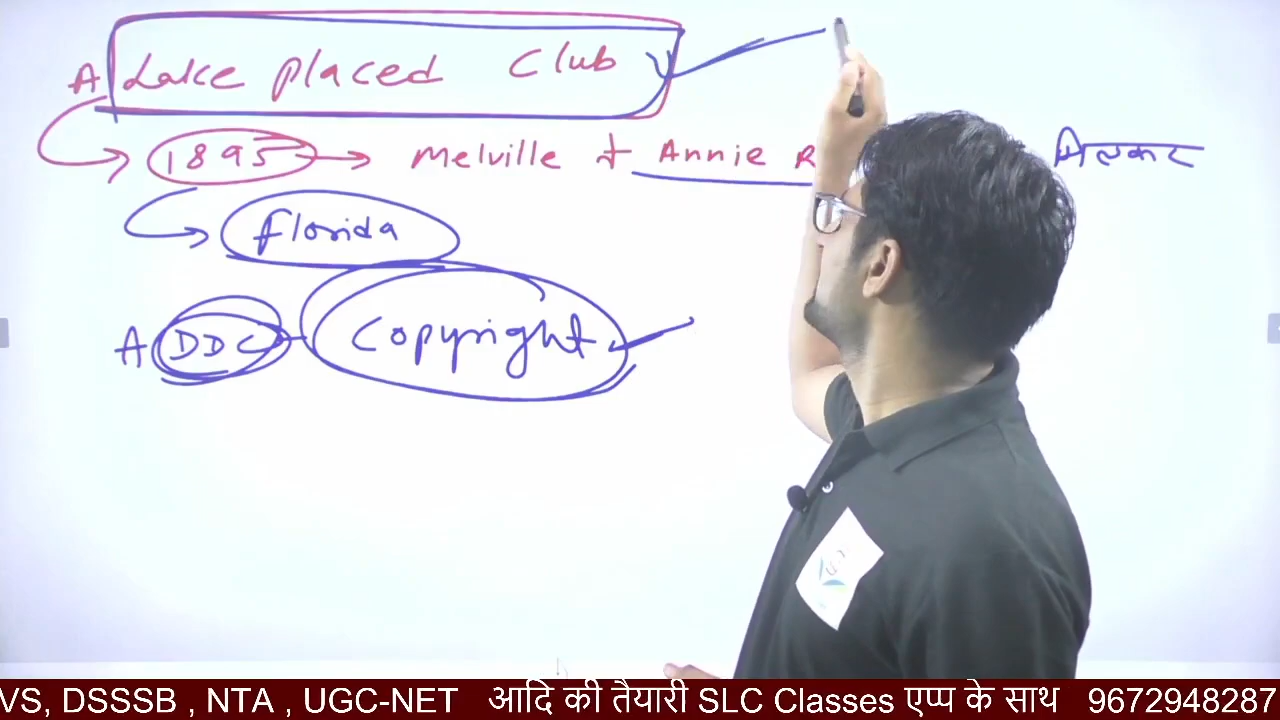 A Lake placed Club
1895 → Melville + Annie R मिलकर
florida
A DDC - Copyright
VS, DSSSB , NTA , UGC-NET आदि की तैयारी SLC Classes एप्प के साथ 9672948287